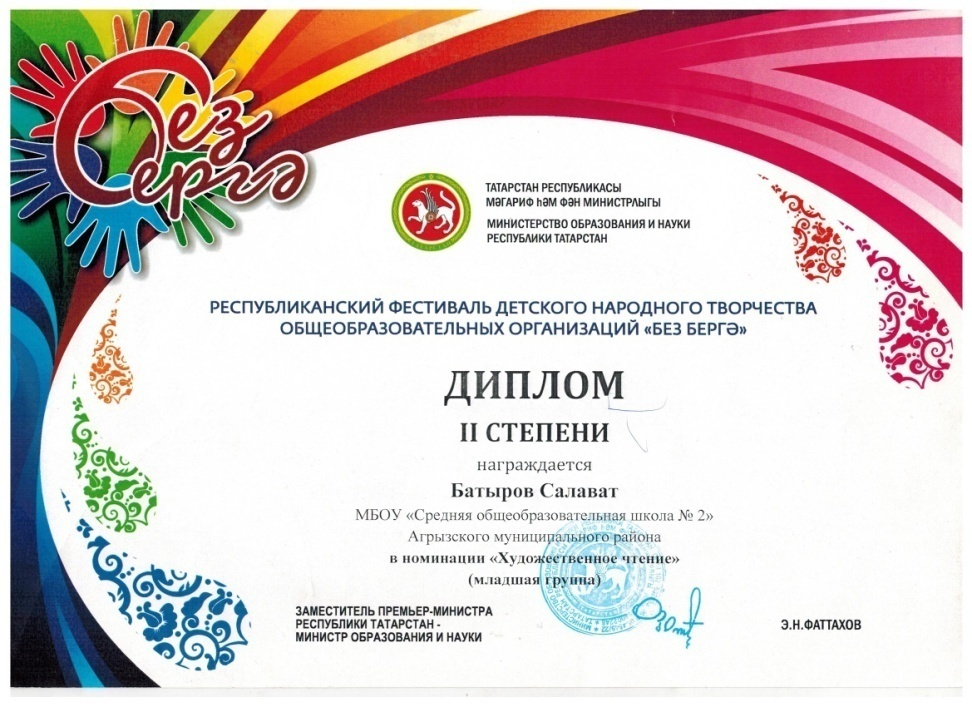 Без
Бергә
ТАТАРСТАН РЕСПУБЛИКАСЫ
МӘГАРИФ ҺӘМ ФӘН МИНИСТРЛЫГЫ
МИНИСТЕРСТВО ОБРАЗОВАНИЯ И НАУКИ
РЕСПУБЛИКИ ТАТАРСТАН
РЕСПУБЛИКАНСКИЙ ФЕСТИВАЛЬ ДЕТСКОГО НАРОДНОГО ТВОРЧЕСТВА
ОБЩЕОБРАЗОВАТЕЛЬНЫХ ОРГАНИЗАЦИЙ «БЕЗ БЕРГӘ»
ДИПЛОМ
II СТЕПЕНИ
награждается
Батыров Салават
МБОУ «Средняя общеобразовательная школа № 2»
Агрызского муниципального района
в номинации «Художественное чтение»
(младшая группа)
ЗАМЕСТИТЕЛЬ ПРЕМЬЕР-МИНИСТРА
РЕСПУБЛИКИ ТАТАРСТАН -
МИНИСТР ОБРАЗОВАНИЯ И НАУКИ
Э.Н.ФАТТАХОВ